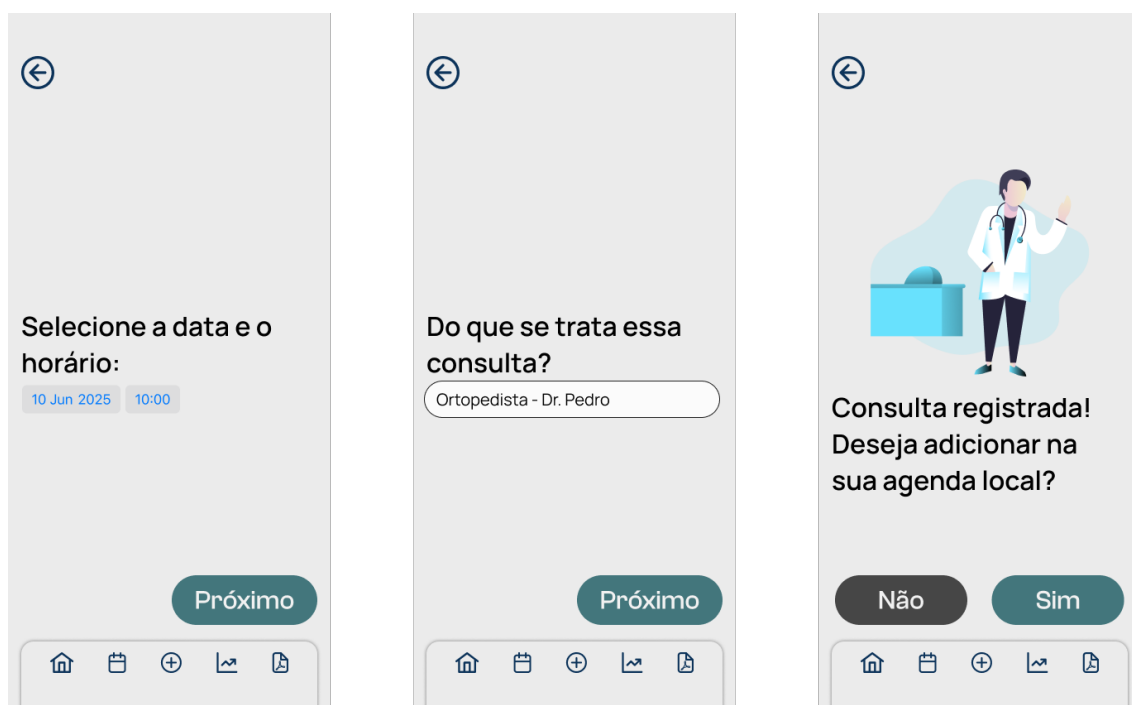 Selecione a data e o
horário:
10 Jun 2025 10:00
Próximo
Do que se trata essa
consulta?
Ortopedista - Dr. Pedro
Próximo
Consulta registrada!
Deseja adicionar na
sua agenda local?
Não Sim